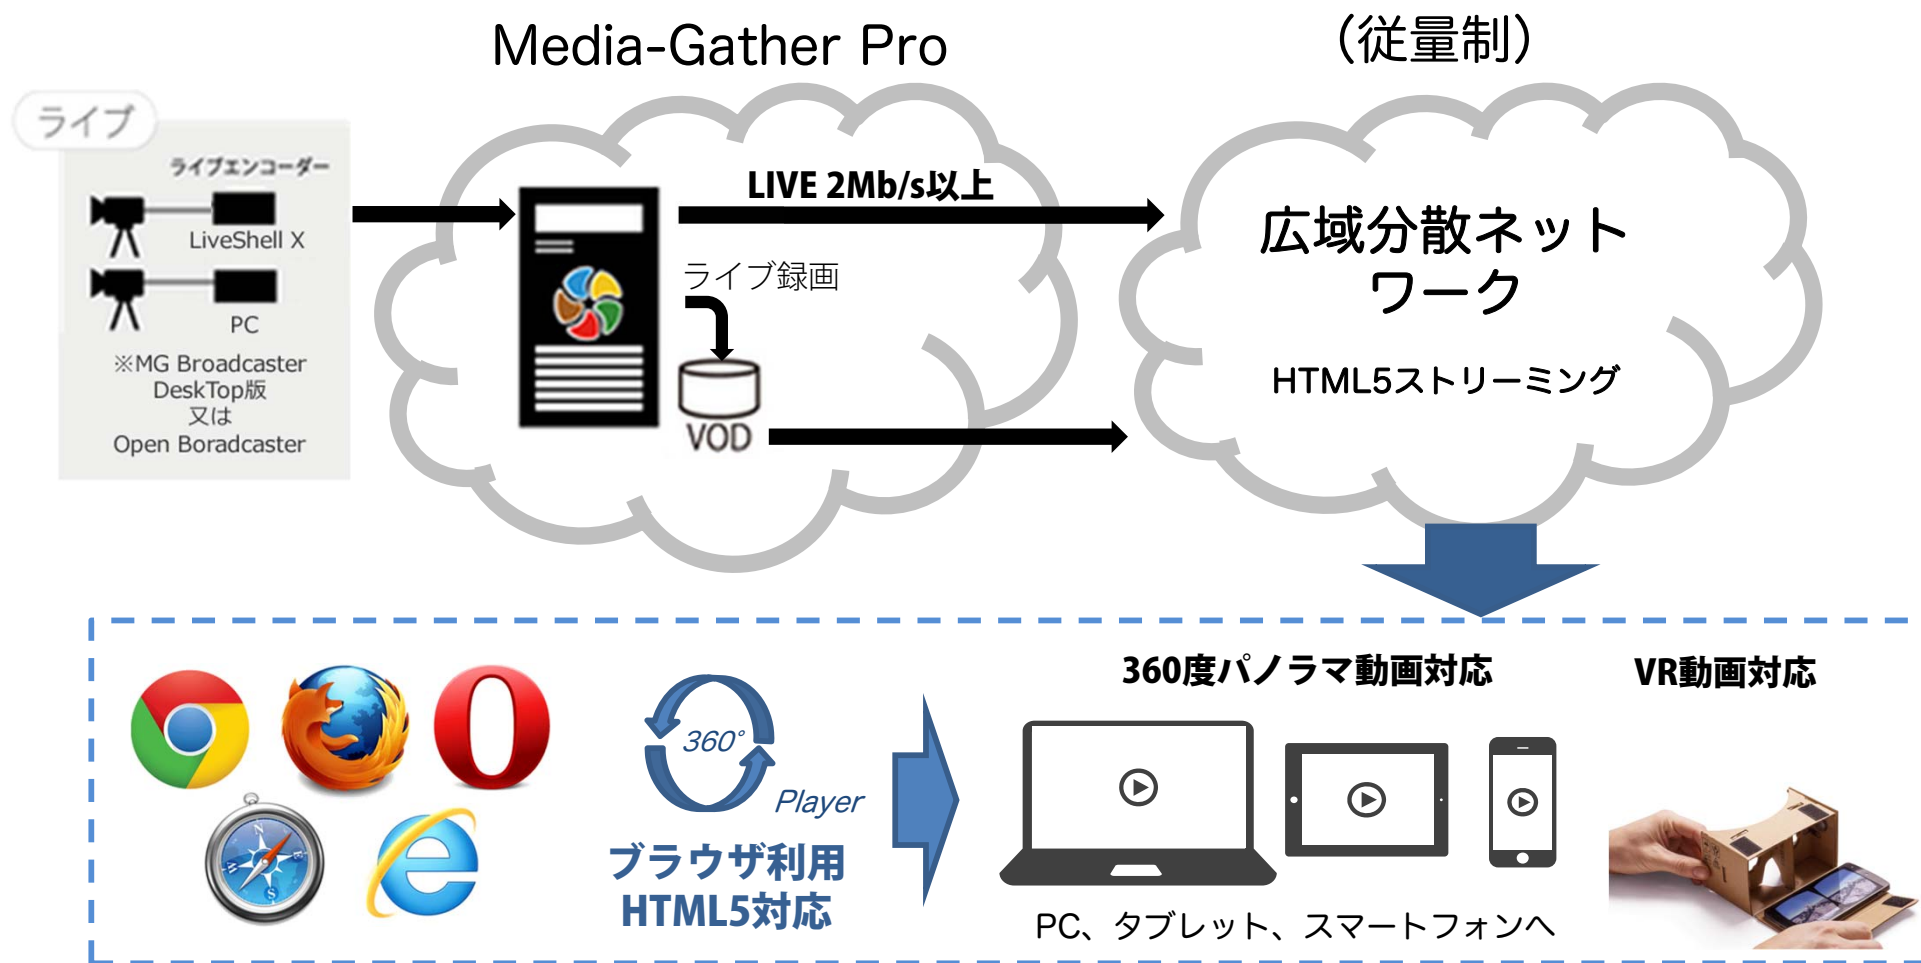 Media-Gather Pro
（従量制）
ライブ
ライブエンコーダー
LiveShell X
PC
※MG Broadcaster
DeskTop版
又は
Open Boradcaster
LIVE 2Mb/s以上
ライブ録画
VOD
広域分散ネット
ワーク
HTML5ストリーミング
360°
Player
ブラウザ利用
HTML5対応
360度パノラマ動画対応
VR動画対応
PC、タブレット、スマートフォンへ